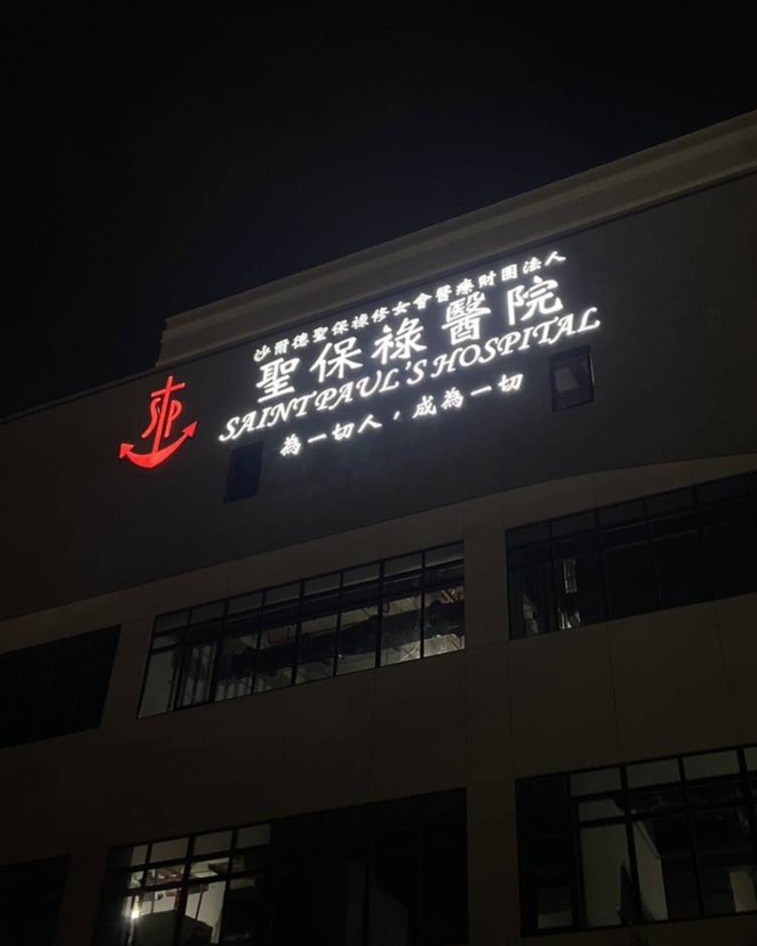 沙爾德聖保祿修女會醫療財團法人
聖保祿醫院
SAINT PAUL'S HOSPITAL
為一切人，成為一切
SP